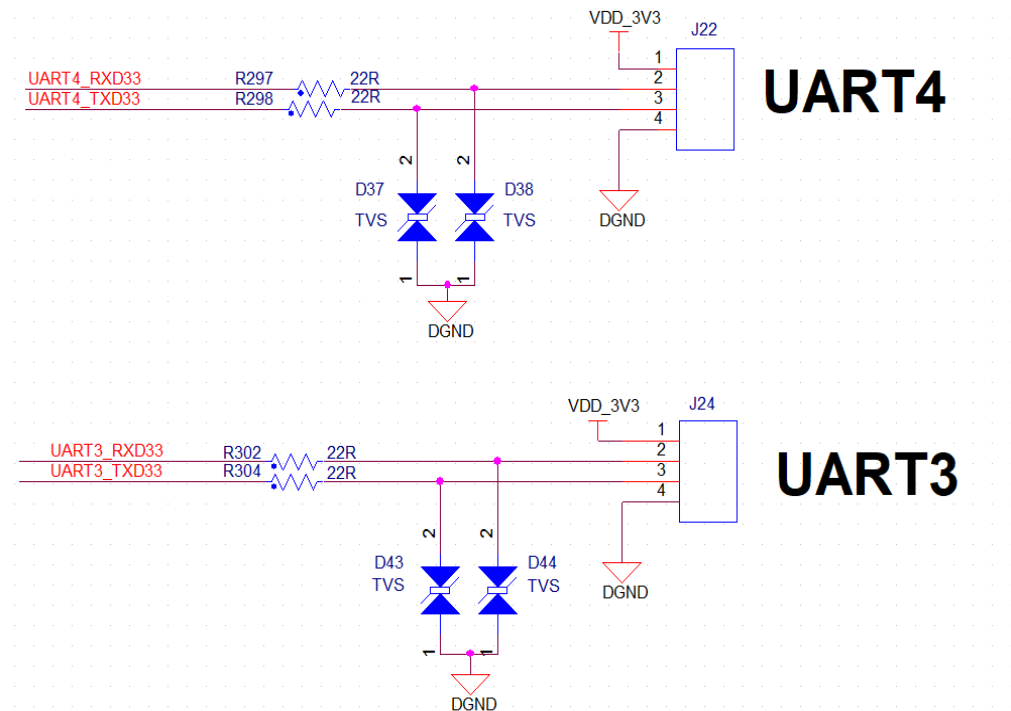 VDD_3V3
J22
1
UART4_RXD33 R297 22R 2
UART4_TXD33 R298 22R 3
4
UART4
2 2
D37 D38
TVS TVS
DGND
1 1
DGND
VDD_3V3
J24
1
UART3_RXD33 R302 22R 2
UART3_TXD33 R304 22R 3
4
UART3
2 2
D43 D44
TVS TVS
DGND
1 1
DGND